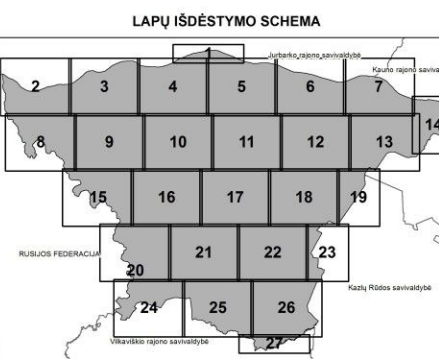 LAPŲ IŠDĖSTYMO SCHEMA
1
Jurbarko rajono savivaldybė
Kauno rajono saviva
2 3 4 5 6 7
14
8 9 10 11 12 13
15 16 17 18 19
RUSIJOS FEDERACIJA
20 21 22 23
Kazlų Rūdos savivaldybė
24 25 26
Vilkaviškio rajono savivaldybė
27